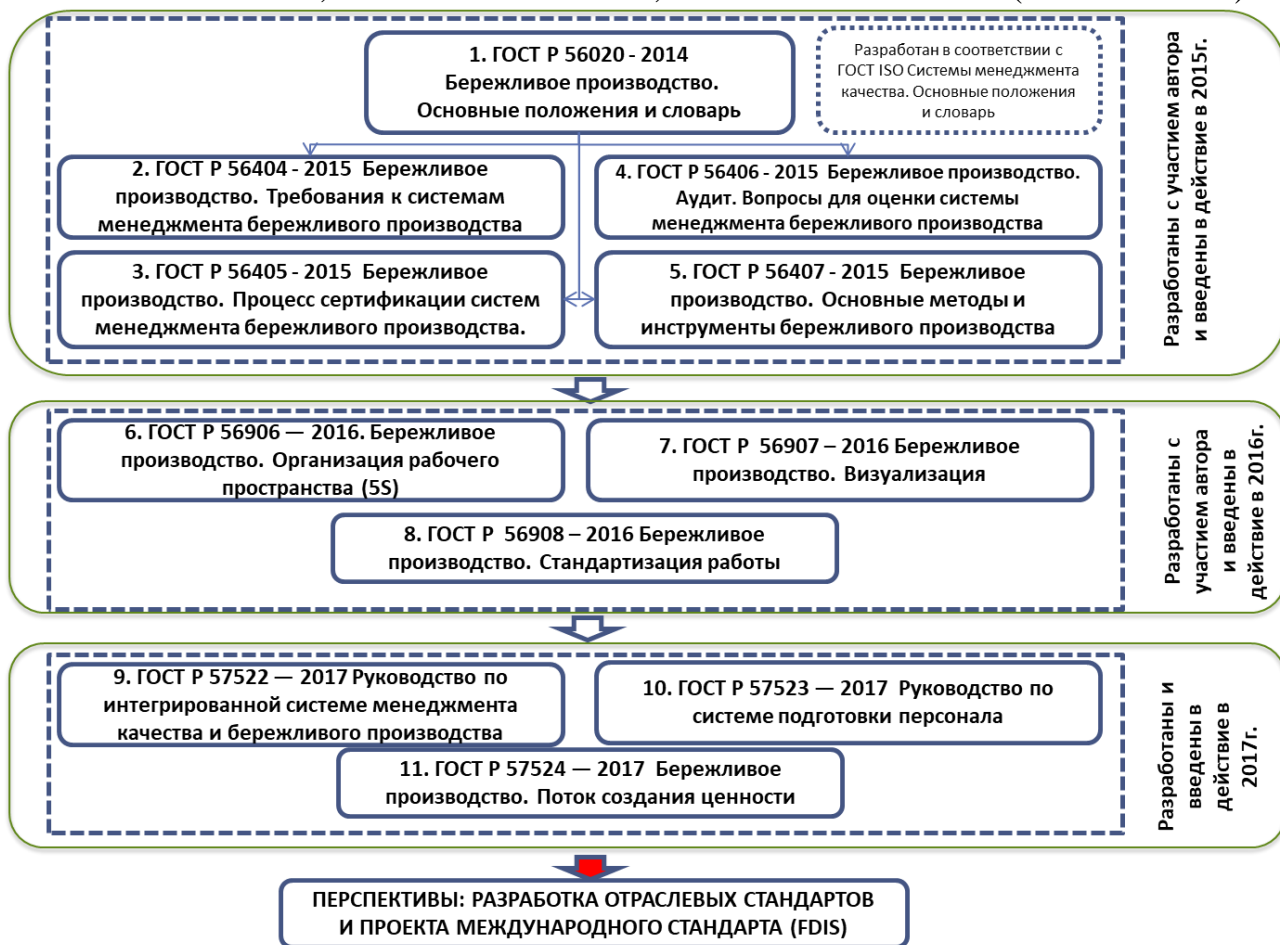 1. ГОСТ Р 56020 - 2014
Бережливое производство.
Основные положения и словарь
Разработан в соответствии с
ГОСТ ISO Системы менеджмента
качества. Основные положения
и словарь
2. ГОСТ Р 56404 - 2015 Бережливое
производство. Требования к системам
менеджмента бережливого производства
4. ГОСТ Р 56406 - 2015 Бережливое производство.
Аудит. Вопросы для оценки системы
менеджмента бережливого производства
3. ГОСТ Р 56405 - 2015 Бережливое
производство. Процесс сертификации систем
менеджмента бережливого производства.
5. ГОСТ Р 56407 - 2015 Бережливое
производство. Основные методы и
инструменты бережливого производства
Разработаны с участием автора
и введены в действие в 2015г.
6. ГОСТ Р 56906 — 2016. Бережливое
производство. Организация рабочего
пространства (5S)
7. ГОСТ Р 56907 – 2016 Бережливое
производство. Визуализация
8. ГОСТ Р 56908 – 2016 Бережливое
производство. Стандартизация работы
Разработаны с
участием автора
и введены в
действие в 2016г.
9. ГОСТ Р 57522 — 2017 Руководство по
интегрированной системе менеджмента
качества и бережливого производства
10. ГОСТ Р 57523 — 2017 Руководство по
системе подготовки персонала
11. ГОСТ Р 57524 — 2017 Бережливое
производство. Поток создания ценности
Разработаны и
введены в
действие в
2017г.
ПЕРСПЕКТИВЫ: РАЗРАБОТКА ОТРАСЛЕВЫХ СТАНДАРТОВ
И ПРОЕКТА МЕЖДУНАРОДНОГО СТАНДАРТА (FDIS)